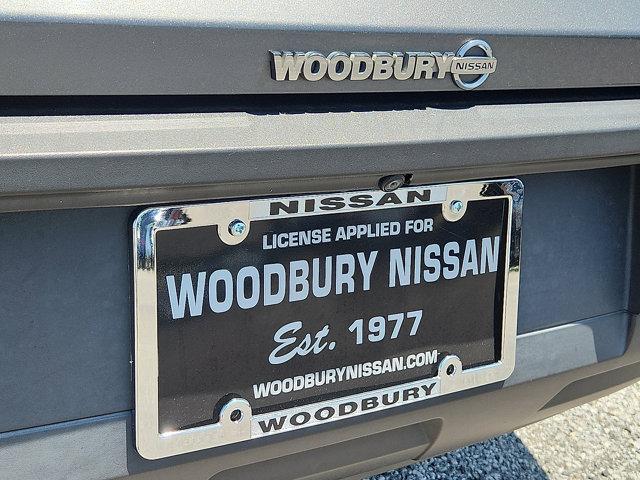 WOODBURY NISSAN
NISSAN
LICENSE APPLIED FOR
WOODBURY NISSAN
Est. 1977
WOODBURYNISSAN.COM
WOODBURY